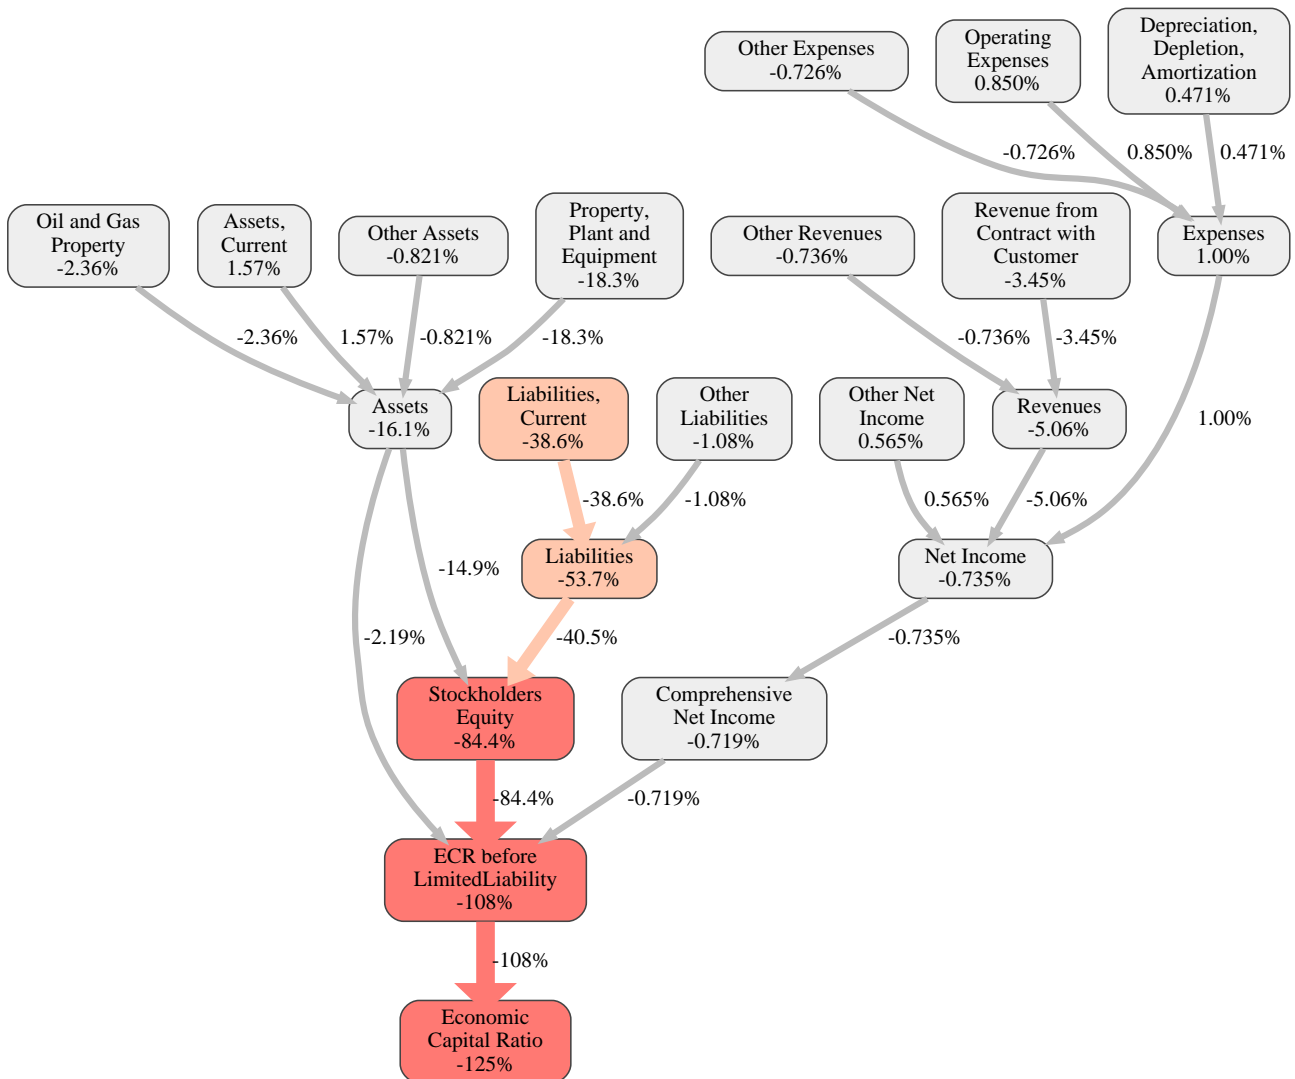 Other Expenses
-0.726%
Operating
Expenses
0.850%
Depreciation,
Depletion,
Amortization
0.471%
-0.726%
0.850%
0.471%
Oil and Gas
Property
-2.36%
Assets,
Current
1.57%
Other Assets
-0.821%
Property,
Plant and
Equipment
-18.3%
Other Revenues
-0.736%
Revenue from
Contract with
Customer
-3.45%
Expenses
1.00%
-2.36%
1.57%
-0.821%
-18.3%
-0.736%
-3.45%
Assets
-16.1%
Liabilities,
Current
-38.6%
Other
Liabilities
-1.08%
Other Net
Income
0.565%
Revenues
-5.06%
1.00%
-38.6%
-1.08%
0.565%
-5.06%
-14.9%
Liabilities
-53.7%
Net Income
-0.735%
-2.19%
-40.5%
-0.735%
Stockholders
Equity
-84.4%
Comprehensive
Net Income
-0.719%
-84.4%
-0.719%
ECR before
LimitedLiability
-108%
-108%
Economic
Capital Ratio
-125%